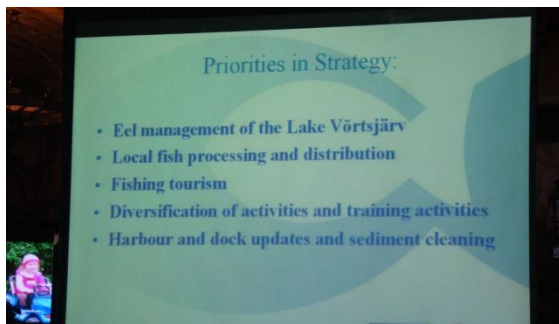 Priorities in Strategy:
• Eel management of the Lake Võrtsjärv
• Local fish processing and distribution
• Fishing tourism
• Diversification of activities and training activities
• Harbour and dock updates and sediment cleaning